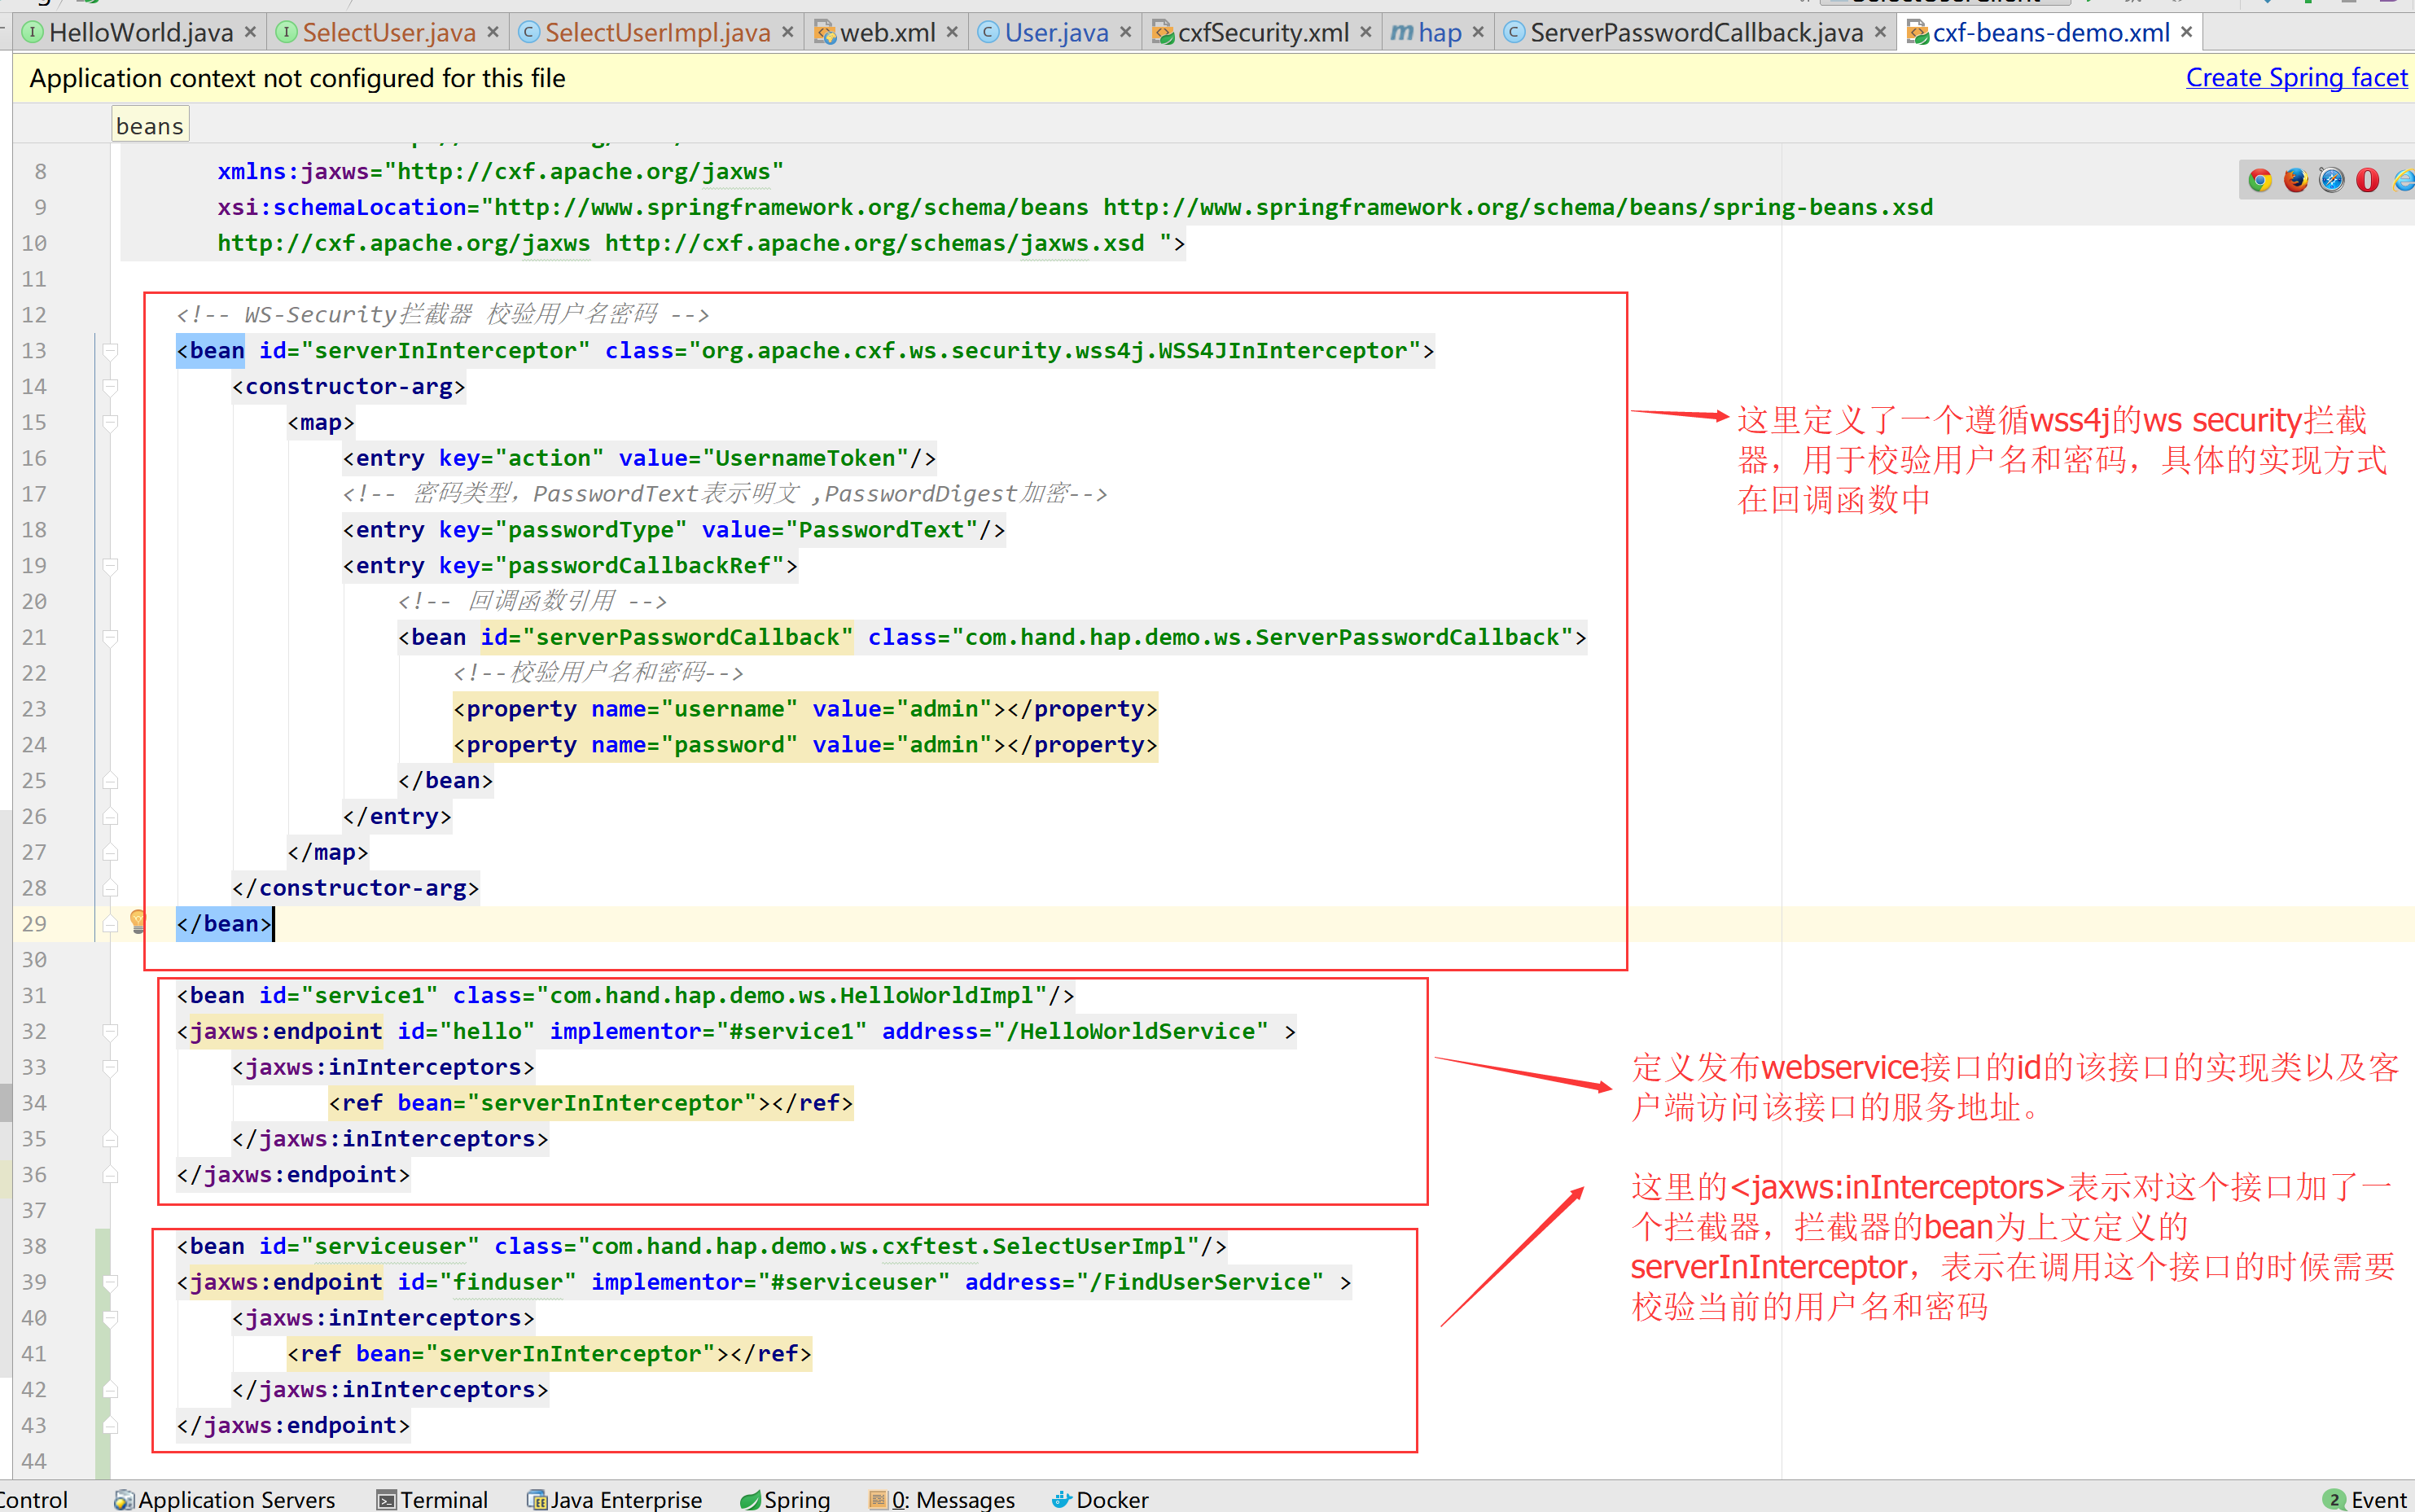 HelloWorld.java × SelectUser.java × SelectUserImpl.java × web.xml × User.java × cxfSecurity.xml × hap × ServerPasswordCallback.java × cxf-beans-demo.xml ×
Application context not configured for this file Create Spring facet
beans
8 xmlns:jaxws="http://cxf.apache.org/jaxws"
9 xsi:schemaLocation="http://www.springframework.org/schema/beans http://www.springframework.org/schema/beans/spring-beans.xsd
10 http://cxf.apache.org/jaxws http://cxf.apache.org/schemas/jaxws.xsd ">
11
12 <!-- WS-Security拦截器 校验用户名密码 -->
13 <bean id="serverInInterceptor" class="org.apache.cxf.ws.security.wss4j.WSS4JInInterceptor">
14 <constructor-arg>
15 <map>
16 <entry key="action" value="UsernameToken"/>
17 <!-- 密码类型，PasswordText表示明文 ,PasswordDigest加密-->
18 <entry key="passwordType" value="PasswordText"/>
19 <entry key="passwordCallbackRef">
20 <!-- 回调函数引用 -->
21 <bean id="serverPasswordCallback" class="com.hand.hap.demo.ws.ServerPasswordCallback">
22 <!--校验用户名和密码-->
23 <property name="username" value="admin"></property>
24 <property name="password" value="admin"></property>
25 </bean>
26 </entry>
27 </map>
28 </constructor-arg>
29 </bean>
30
这里定义了一个遵循wss4j的ws security拦截
器，用于校验用户名和密码，具体的实现方式
在回调函数中
31 <bean id="service1" class="com.hand.hap.demo.ws.HelloWorldImpl"/>
32 <jaxws:endpoint id="hello" implementor="#service1" address="/HelloWorldService" >
33 <jaxws:inInterceptors>
34 <ref bean="serverInInterceptor"></ref>
35 </jaxws:inInterceptors>
36 </jaxws:endpoint>
37
定义发布webservice接口的id的该接口的实现类以及客
户端访问该接口的服务地址。
38 <bean id="serviceuser" class="com.hand.hap.demo.ws.cxftest.SelectUserImpl"/>
39 <jaxws:endpoint id="finduser" implementor="#serviceuser" address="/FindUserService" >
40 <jaxws:inInterceptors>
41 <ref bean="serverInInterceptor"></ref>
42 </jaxws:inInterceptors>
43 </jaxws:endpoint>
44
这里的<jaxws:inInterceptors>表示对这个接口加了一
个拦截器，拦截器的bean为上文定义的
serverInInterceptor，表示在调用这个接口的时候需要
校验当前的用户名和密码
Control Application Servers Terminal Java Enterprise Spring 0: Messages Docker 2 Event